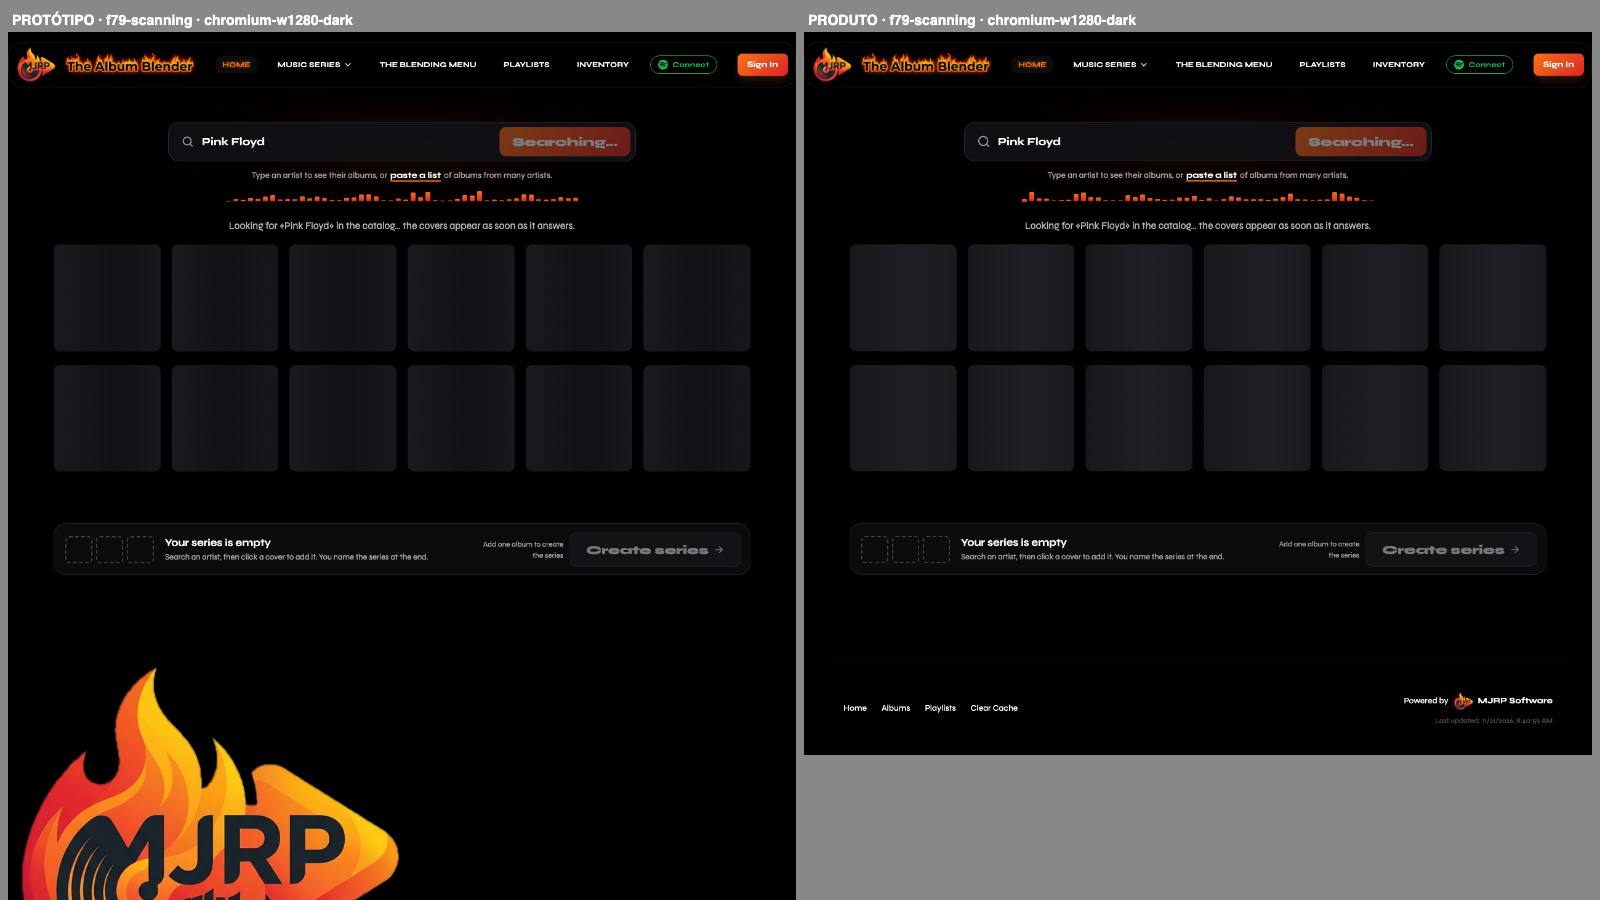 PROTÓTIPO · f79-scanning · chromium-w1280-dark
MJRP The Album Blender HOME MUSIC SERIES THE BLENDING MENU PLAYLISTS INVENTORY Connect Sign In
Pink Floyd Searching...
Type an artist to see their albums, or paste a list of albums from many artists.
Looking for «Pink Floyd» in the catalog… the covers appear as soon as it answers.
Your series is empty
Search an artist, then click a cover to add it. You name the series at the end.
Add one album to create
the series
Create series →
MJRP
PRODUTO · f79-scanning · chromium-w1280-dark
MJRP The Album Blender HOME MUSIC SERIES THE BLENDING MENU PLAYLISTS INVENTORY Connect Sign In
Pink Floyd Searching...
Type an artist to see their albums, or paste a list of albums from many artists.
Looking for «Pink Floyd» in the catalog… the covers appear as soon as it answers.
Your series is empty
Search an artist, then click a cover to add it. You name the series at the end.
Add one album to create
the series
Create series →
Home Albums Playlists Clear Cache
Powered by MJRP Software
Last updated: